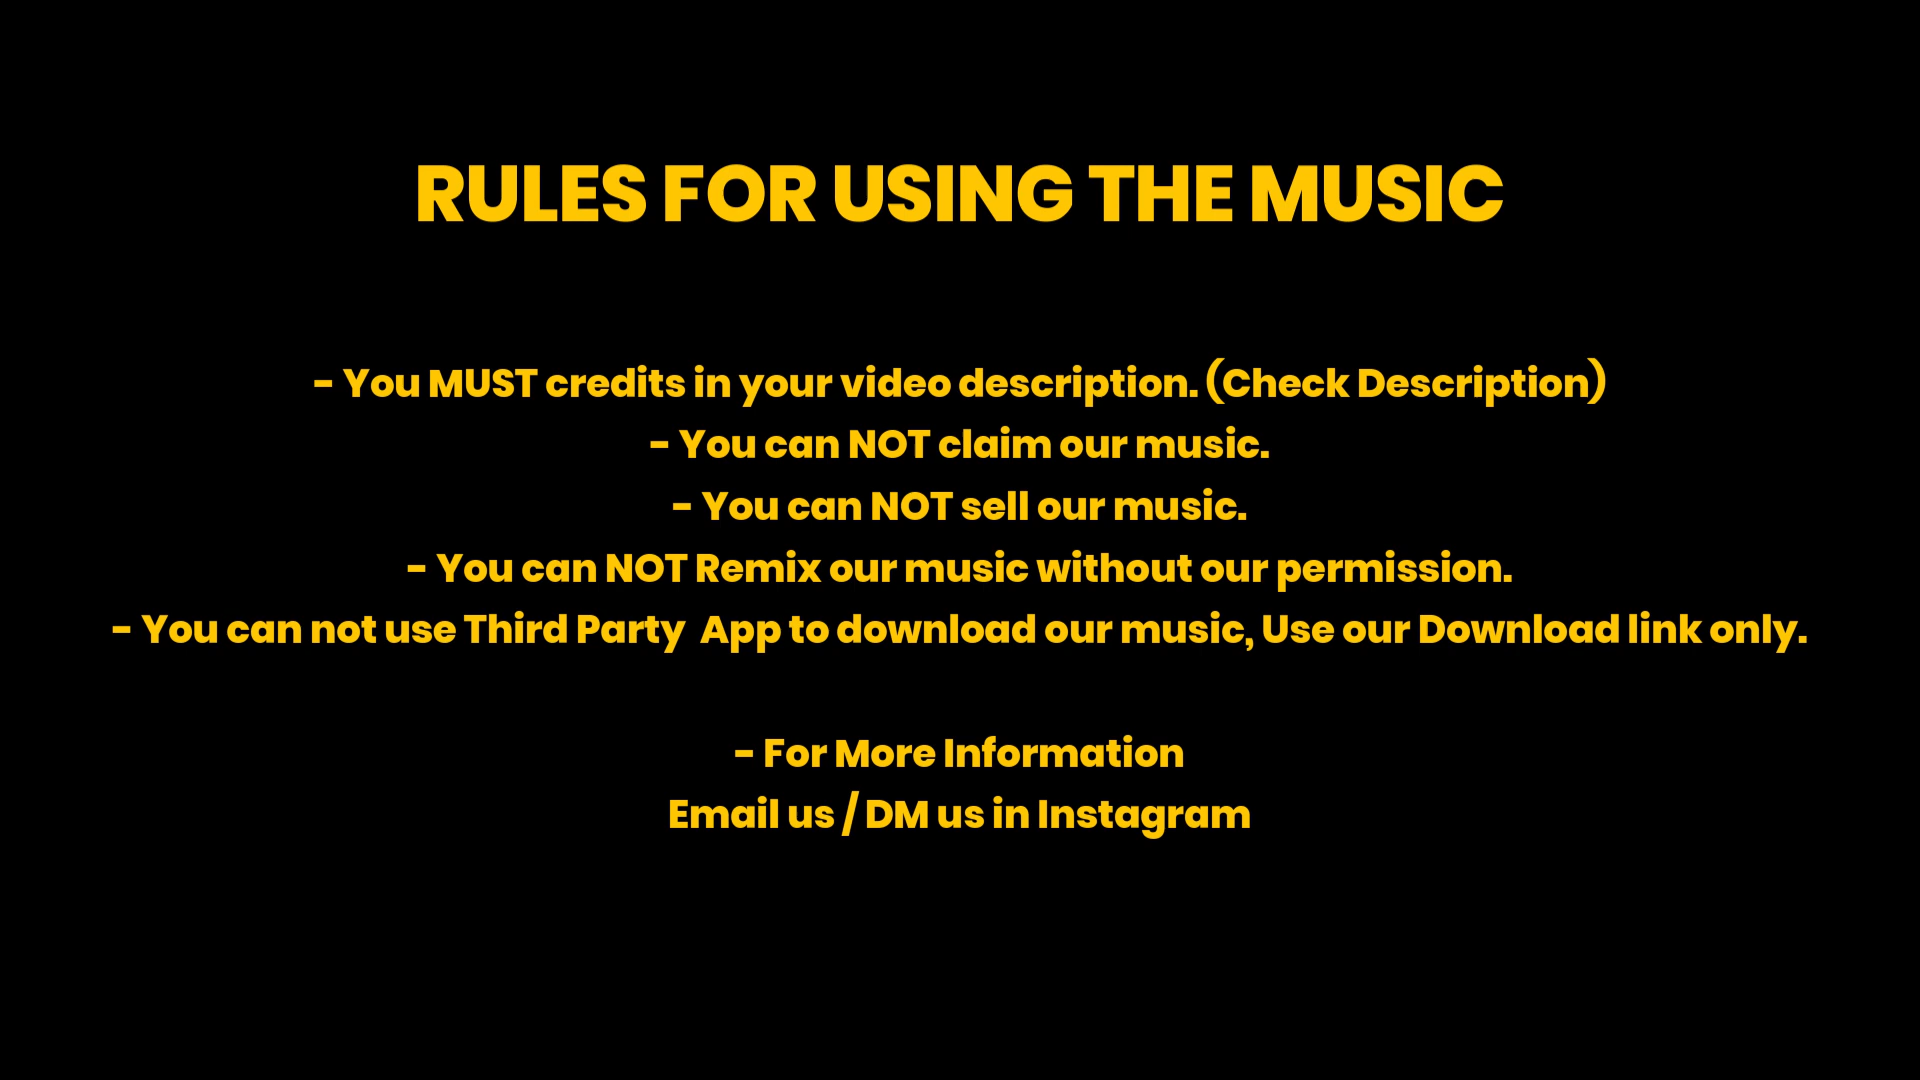 RULES FOR USING THE MUSIC
- You MUST credits in your video description. (Check Description)
- You can NOT claim our music.
- You can NOT sell our music.
- You can NOT Remix our music without our permission.
- You can not use Third Party  App to download our music, Use our Download link only.
- For More Information
Email us / DM us in Instagram